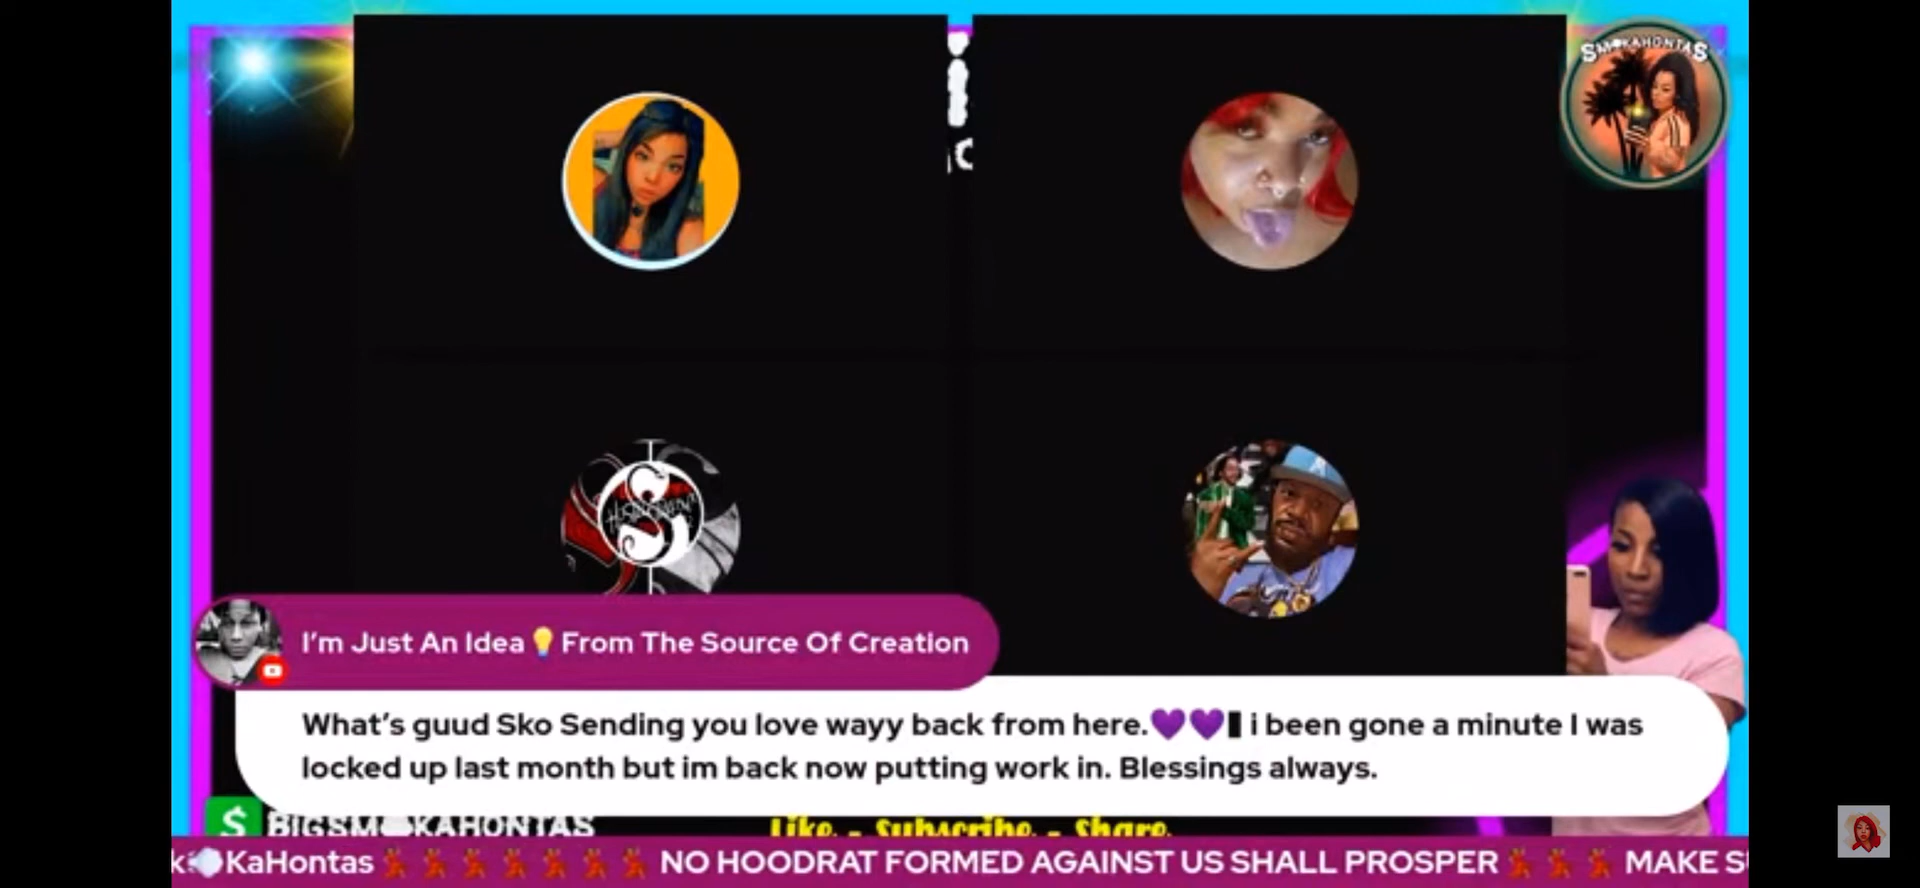 SMOKAHONTAS
I'm Just An Idea💡From The Source Of Creation
What's guud Sko Sending you love wayy back from here.💜💜 i been gone a minute I was
locked up last month but im back now putting work in. Blessings always.
$ BIGSMOKAHONTAS
Like - Subscribe - Share
KaHontas 💃💃💃💃💃💃💃 NO HOODRAT FORMED AGAINST US SHALL PROSPER 💃💃💃 MAKE